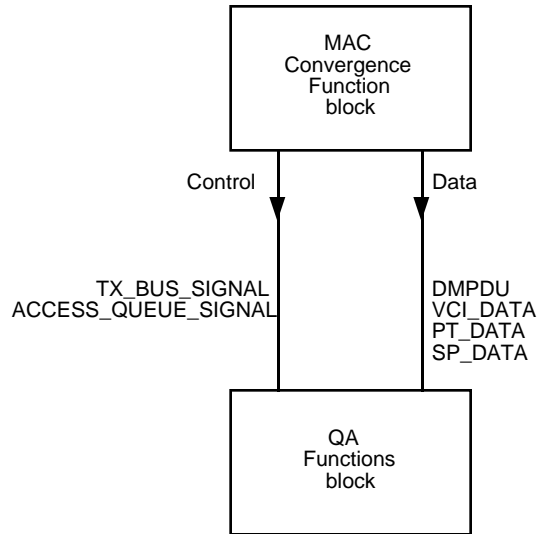 MAC
Convergence
Function
block
Control
Data
TX_BUS_SIGNAL
ACCESS_QUEUE_SIGNAL
DMPDU
VCI_DATA
PT_DATA
SP_DATA
QA
Functions
block